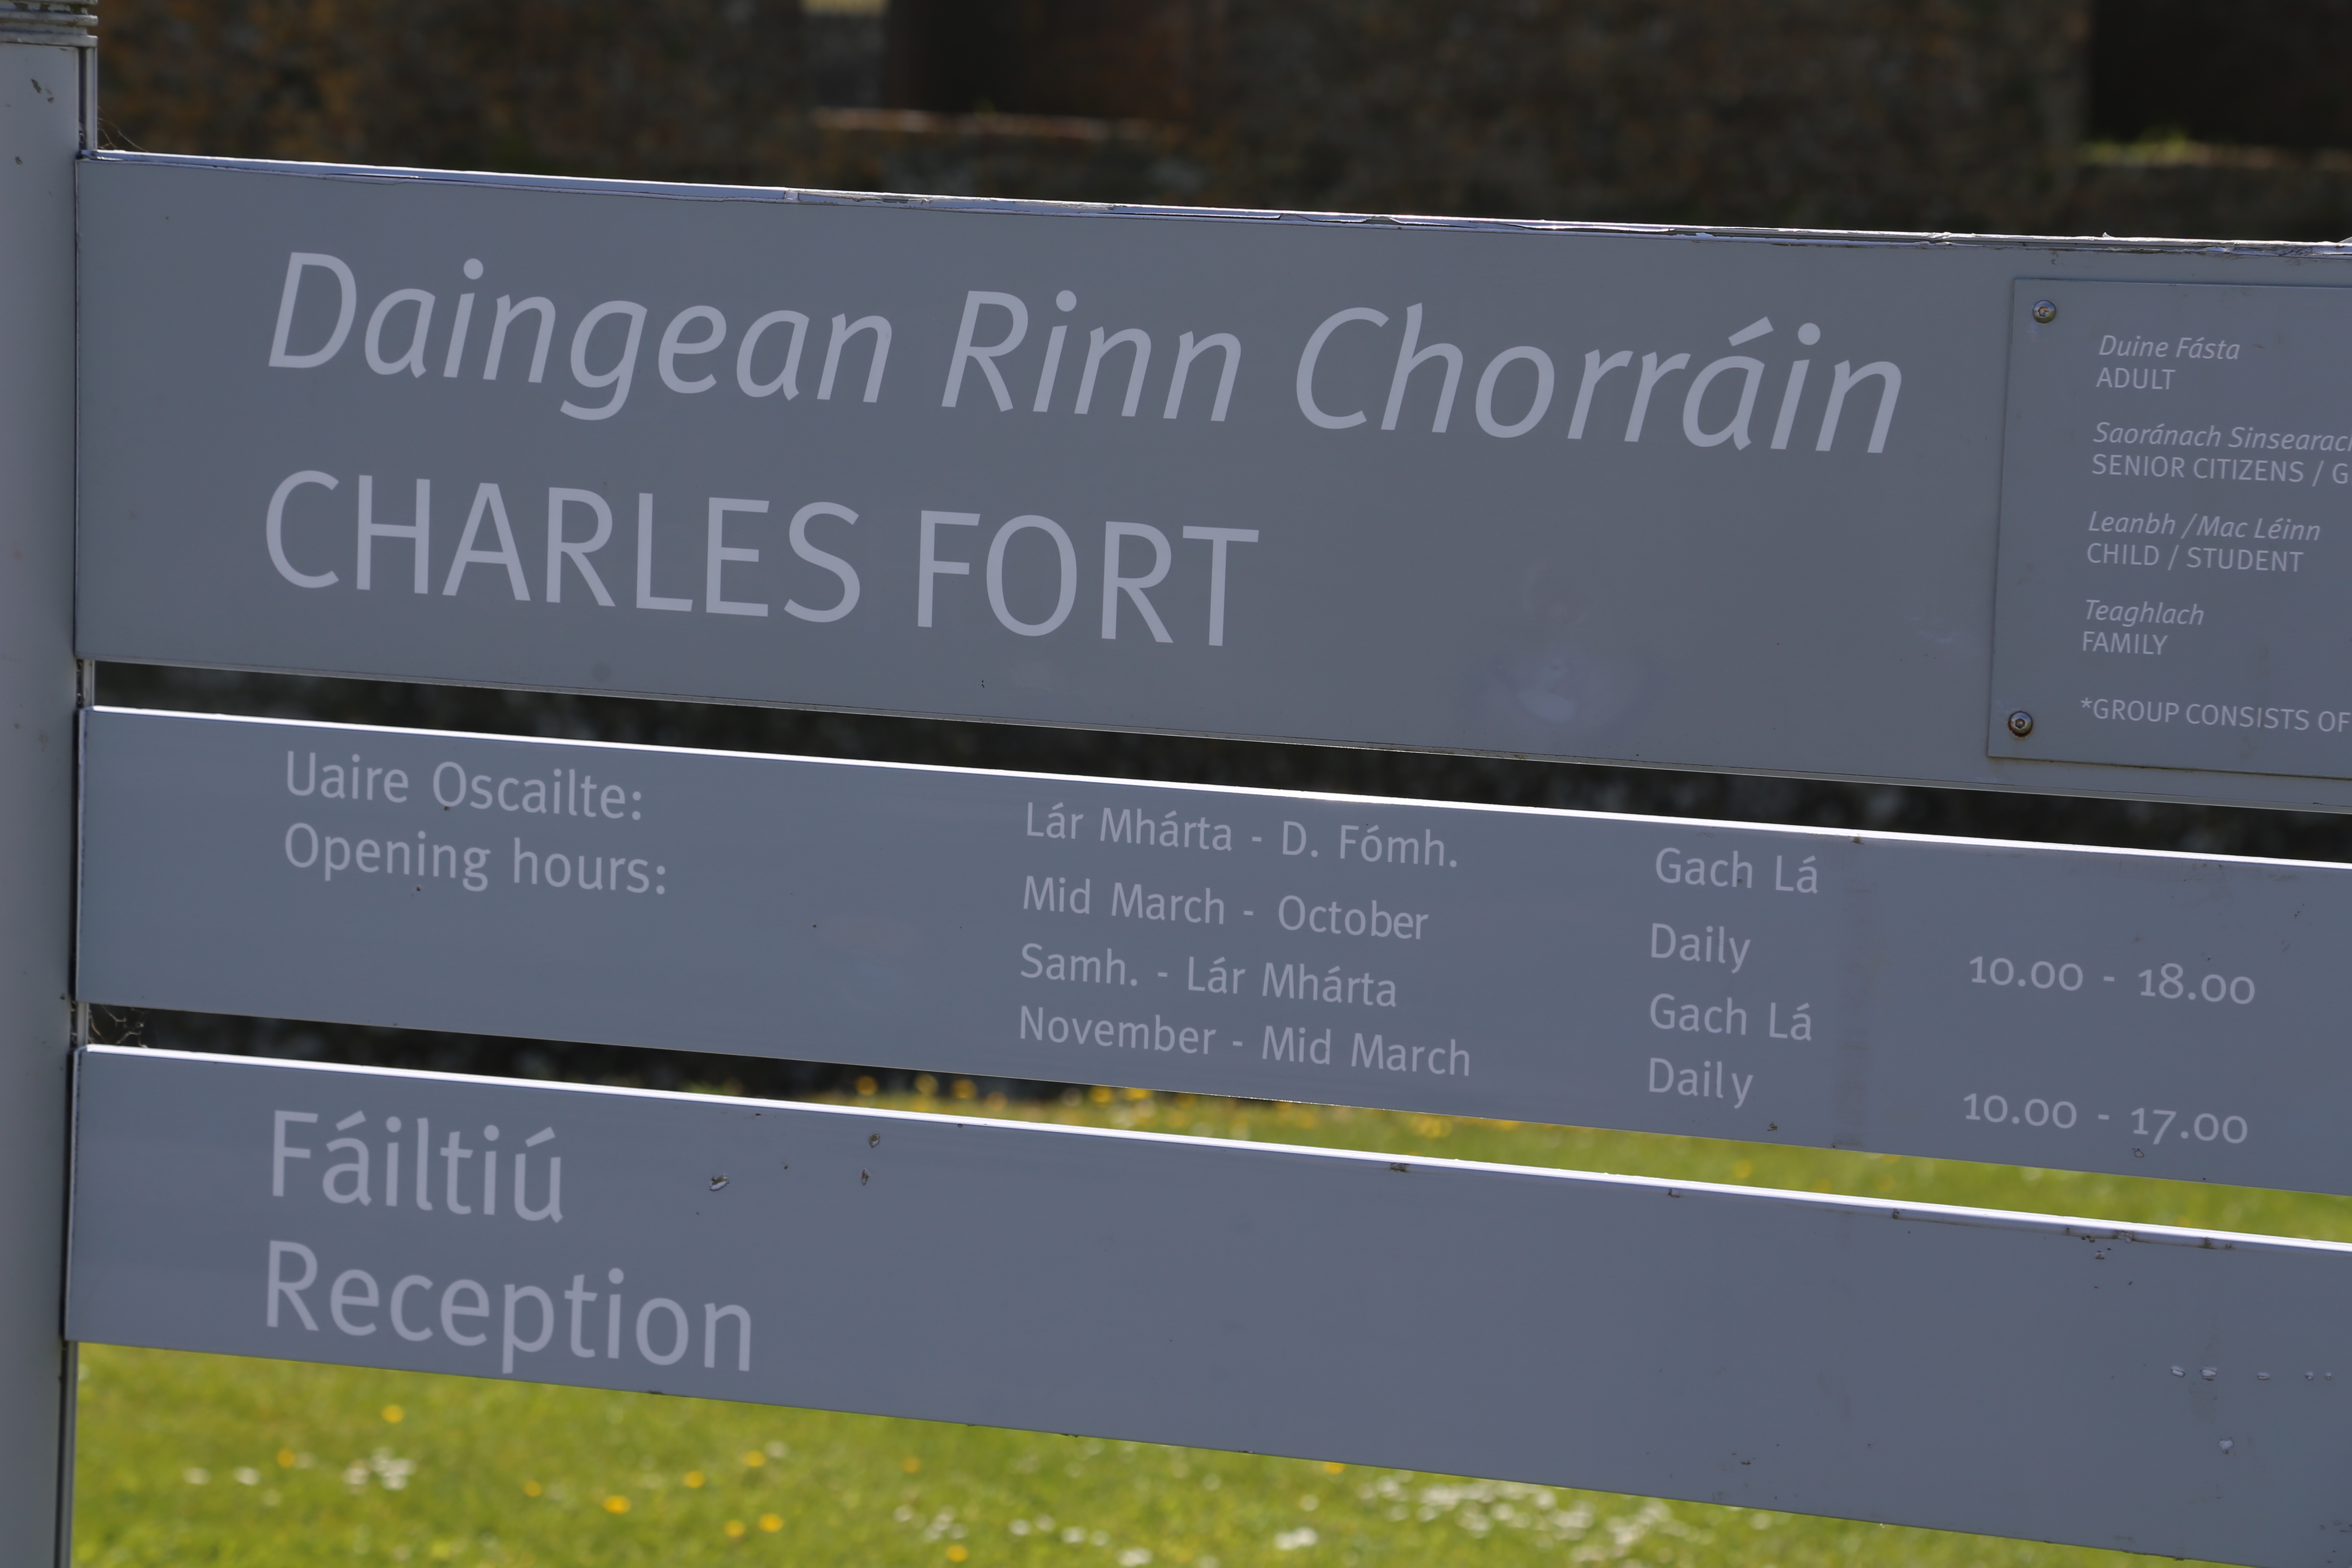 Daingean Rinn Chorráin
CHARLES FORT
Duine Fásta
ADULT
Saoránach
SENIOR CITIZENS /
Leanbh /Mac Léinn
CHILD / STUDENT
Teaghlach
FAMILY
*GROUP CONSISTS OF
Uaire Oscailte:
Opening hours:
Lár Mhárta - D. Fómh. Gach Lá
Mid March - October Daily 10.00 - 18.00
Samh. - Lár Mhárta Gach Lá
November - Mid March Daily 10.00 - 17.00
Fáiltiú
Reception